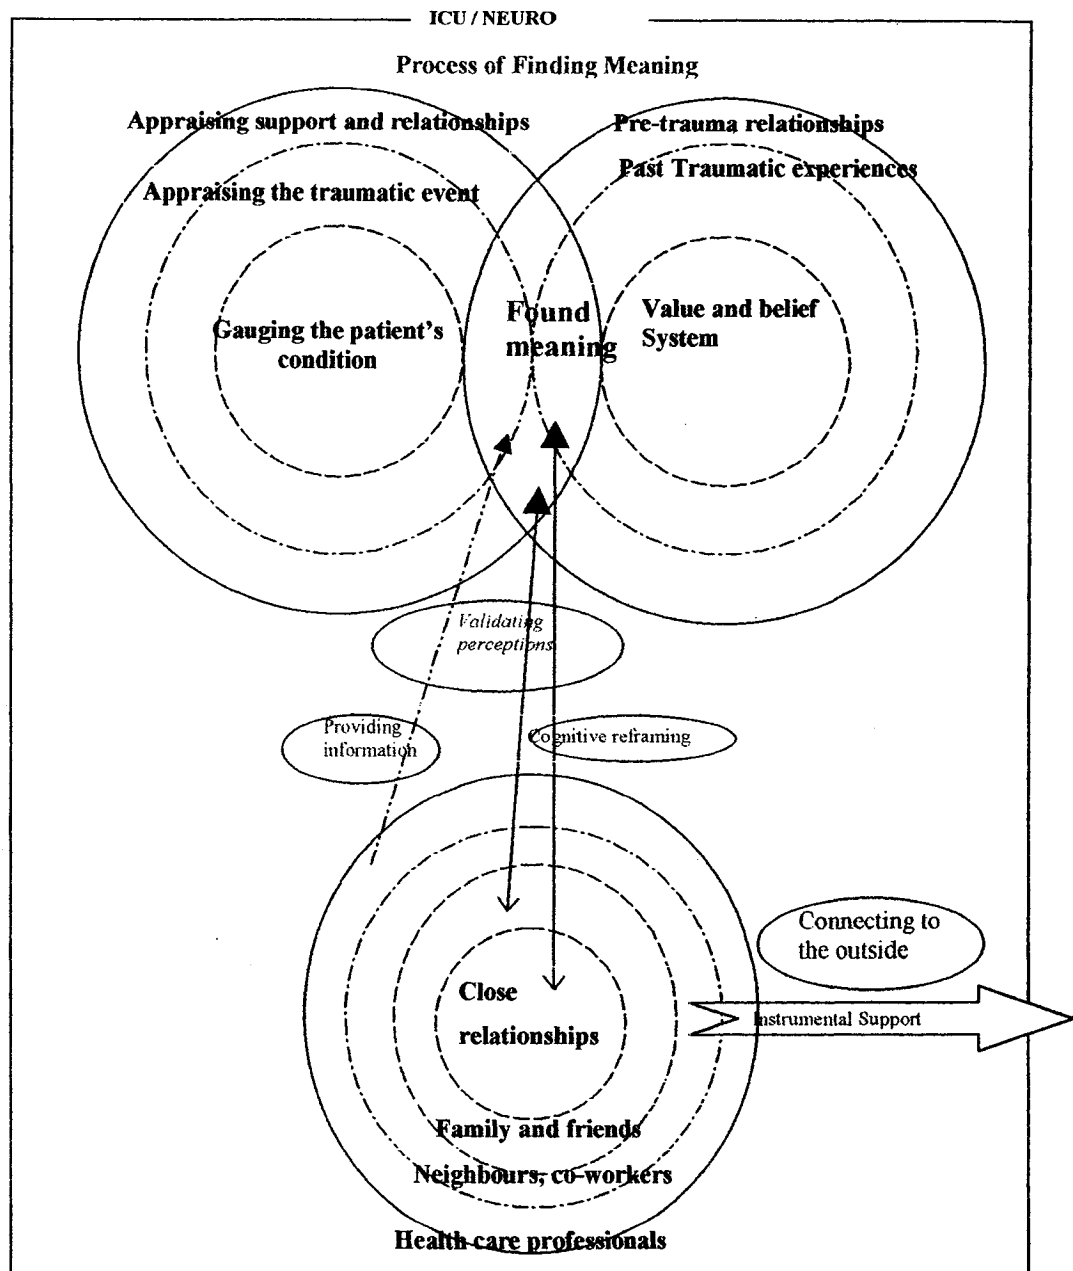 ICU / NEURO
Process of Finding Meaning
Appraising support and relationships
Pre-trauma relationships
Past Traumatic experiences
Appraising the traumatic event
Found
meaning
Value and belief
System
Gauging the patient's
condition
Validating
perceptions
Providing
information
Cognitive reframing
Connecting to
the outside
Instrumental Support
Close
relationships
Family and friends
Neighbours, co-workers
Health care professionals